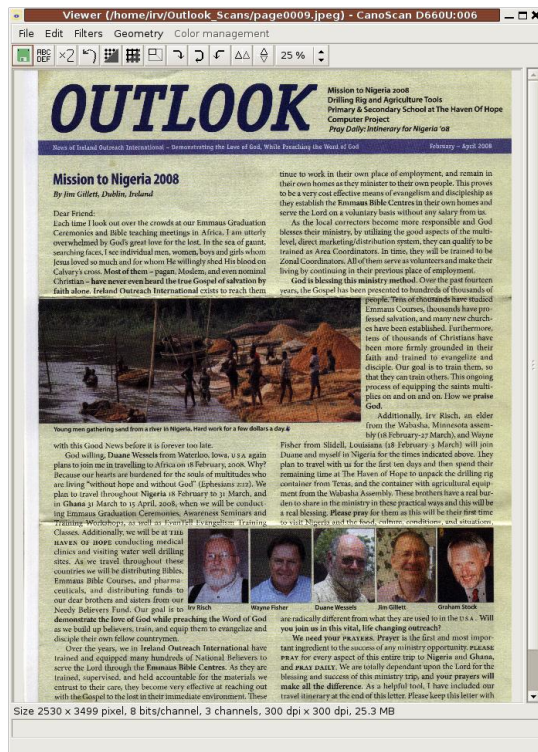 Viewer (/home/irv/Outlook_Scans/page0009.jpeg) - CanoScan D660U:006
File Edit Filters Geometry Color management
ABC DEF ×2 25 %
OUTLOOK
Mission to Nigeria 2008
Drilling Rig and Agriculture Tools
Primary & Secondary School at The Haven Of Hope
Computer Project
Pray Daily: Intinerary for Nigeria '08
News of Ireland Outreach International – Demonstrating the Love of God, While Preaching the Word of God
February – April 2008
Mission to Nigeria 2008
By Jim Gillett, Dublin, Ireland
Dear Friend:
Each time I look out over the crowds at our Emmaus Graduation
Ceremonies and Bible teaching meetings in Africa, I am utterly
overwhelmed by God's great love for the lost. In the sea of gaunt,
searching faces, I see individual men, women, boys and girls whom
Jesus loved so much and for whom He willingly shed His blood on
Calvary's cross. Most of them – pagan, Moslem, and even nominal
Christian – have never even heard the true Gospel of salvation by
faith alone. Ireland Outreach International exists to reach them
Young men gathering sand from a river in Nigeria. Hard work for a few dollars a day
with this Good News before it is forever too late.
God willing, Duane Wessels from Waterloo, Iowa, USA again
plans to join me in travelling to Africa on 18 February, 2008. Why?
Because our hearts are burdened for the souls of multitudes who
are living "without hope and without God" (Ephesians 2:12). We
plan to travel throughout Nigeria 18 February to 31 March, and
in Ghana 31 March to 15 April, 2008, when we will be conduct-
ing Emmaus Graduation Ceremonies, Awareness Seminars and
Training Workshops, as well as EvanTell Evangelism Training
Classes. Additionally, we will be at THE
HAVEN OF HOPE conducting medical
clinics and visiting water well drilling
sites. As we travel throughout these
countries we will be distributing Bibles,
Emmaus Bible Courses, and pharma-
ceuticals, and distributing funds to
our dear brothers and sisters from our
Needy Believers Fund. Our goal is to
demonstrate the love of God while preaching the Word of God
as we build up believers, train, and equip them to evangelize and
disciple their own fellow countrymen.
Over the years, we in Ireland Outreach International have
trained and equipped many hundreds of National Believers to
serve the Lord through the Emmaus Bible Centres. As they are
trained, supervised, and held accountable for the materials we
entrust to their care, they become very effective at reaching out
with the Gospel to the lost in their immediate environment. These
tinue to work in their own place of employment, and remain in
their own homes as they minister to their own people. This proves
to be a very cost effective means of evangelism and discipleship as
they establish the Emmaus Bible Centres in their own homes and
serve the Lord on a voluntary basis without any salary from us.
As the local correctors become more responsible and God
blesses their ministry, by utilizing the good aspects of the multi-
level, direct marketing/distribution system, they can qualify to be
trained as Area Coordinators. In time, they will be trained to be
Zonal Coordinators. All of them serve as volunteers and make their
living by continuing in their previous place of employment.
God is blessing this ministry method. Over the past fourteen
years, the Gospel has been presented to hundreds of thousands of
people. Tens of thousands have studied
Emmaus Courses, thousands have pro-
fessed salvation, and many new church-
es have been established. Furthermore,
tens of thousands of Christians have
been more firmly grounded in their
faith and trained to evangelize and
disciple. Our goal is to train them, so
that they can train others. This ongoing
process of equipping the saints multi-
plies on and on and on. How we praise
God.
Additionally, Irv Risch, an elder
from the Wabasha, Minnesota assem-
bly (18 February-27 March), and Wayne
Fisher from Slidell, Louisiana (18 February 3 March) will join
Duane and myself in Nigeria for the times indicated above. They
plan to travel with us for the first ten days and then spend their
remaining time at The Haven of Hope to unpack the drilling rig
container from Texas, and the container with agricultural equip-
ment from the Wabasha Assembly. These brothers have a real bur-
den to share in the ministry in these practical ways and this will be
a real blessing. Please pray for them as this will be their first time
to visit Nigeria and the food, culture, conditions, and situations,
Irv Risch
Wayne Fisher
Duane Wessels
Jim Gillett
Graham Stock
are radically different from what they're used to in the USA. Will
you join us in this vital, life changing outreach?
We need your PRAYERS. Prayer is the first and most impor-
tant ingredient to the success of any ministry opportunity. PLEASE
PRAY for every aspect of this entire trip to Nigeria and Ghana,
and PRAY DAILY. We are totally dependant upon the Lord for the
blessing and success of this ministry trip, and your prayers will
make all the difference. As a helpful tool, I have included our
travel itinerary at the end of this letter. Please keep this letter with
Size 2530 x 3499 pixel, 8 bits/channel, 3 channels, 300 dpi x 300 dpi, 25.3 MB